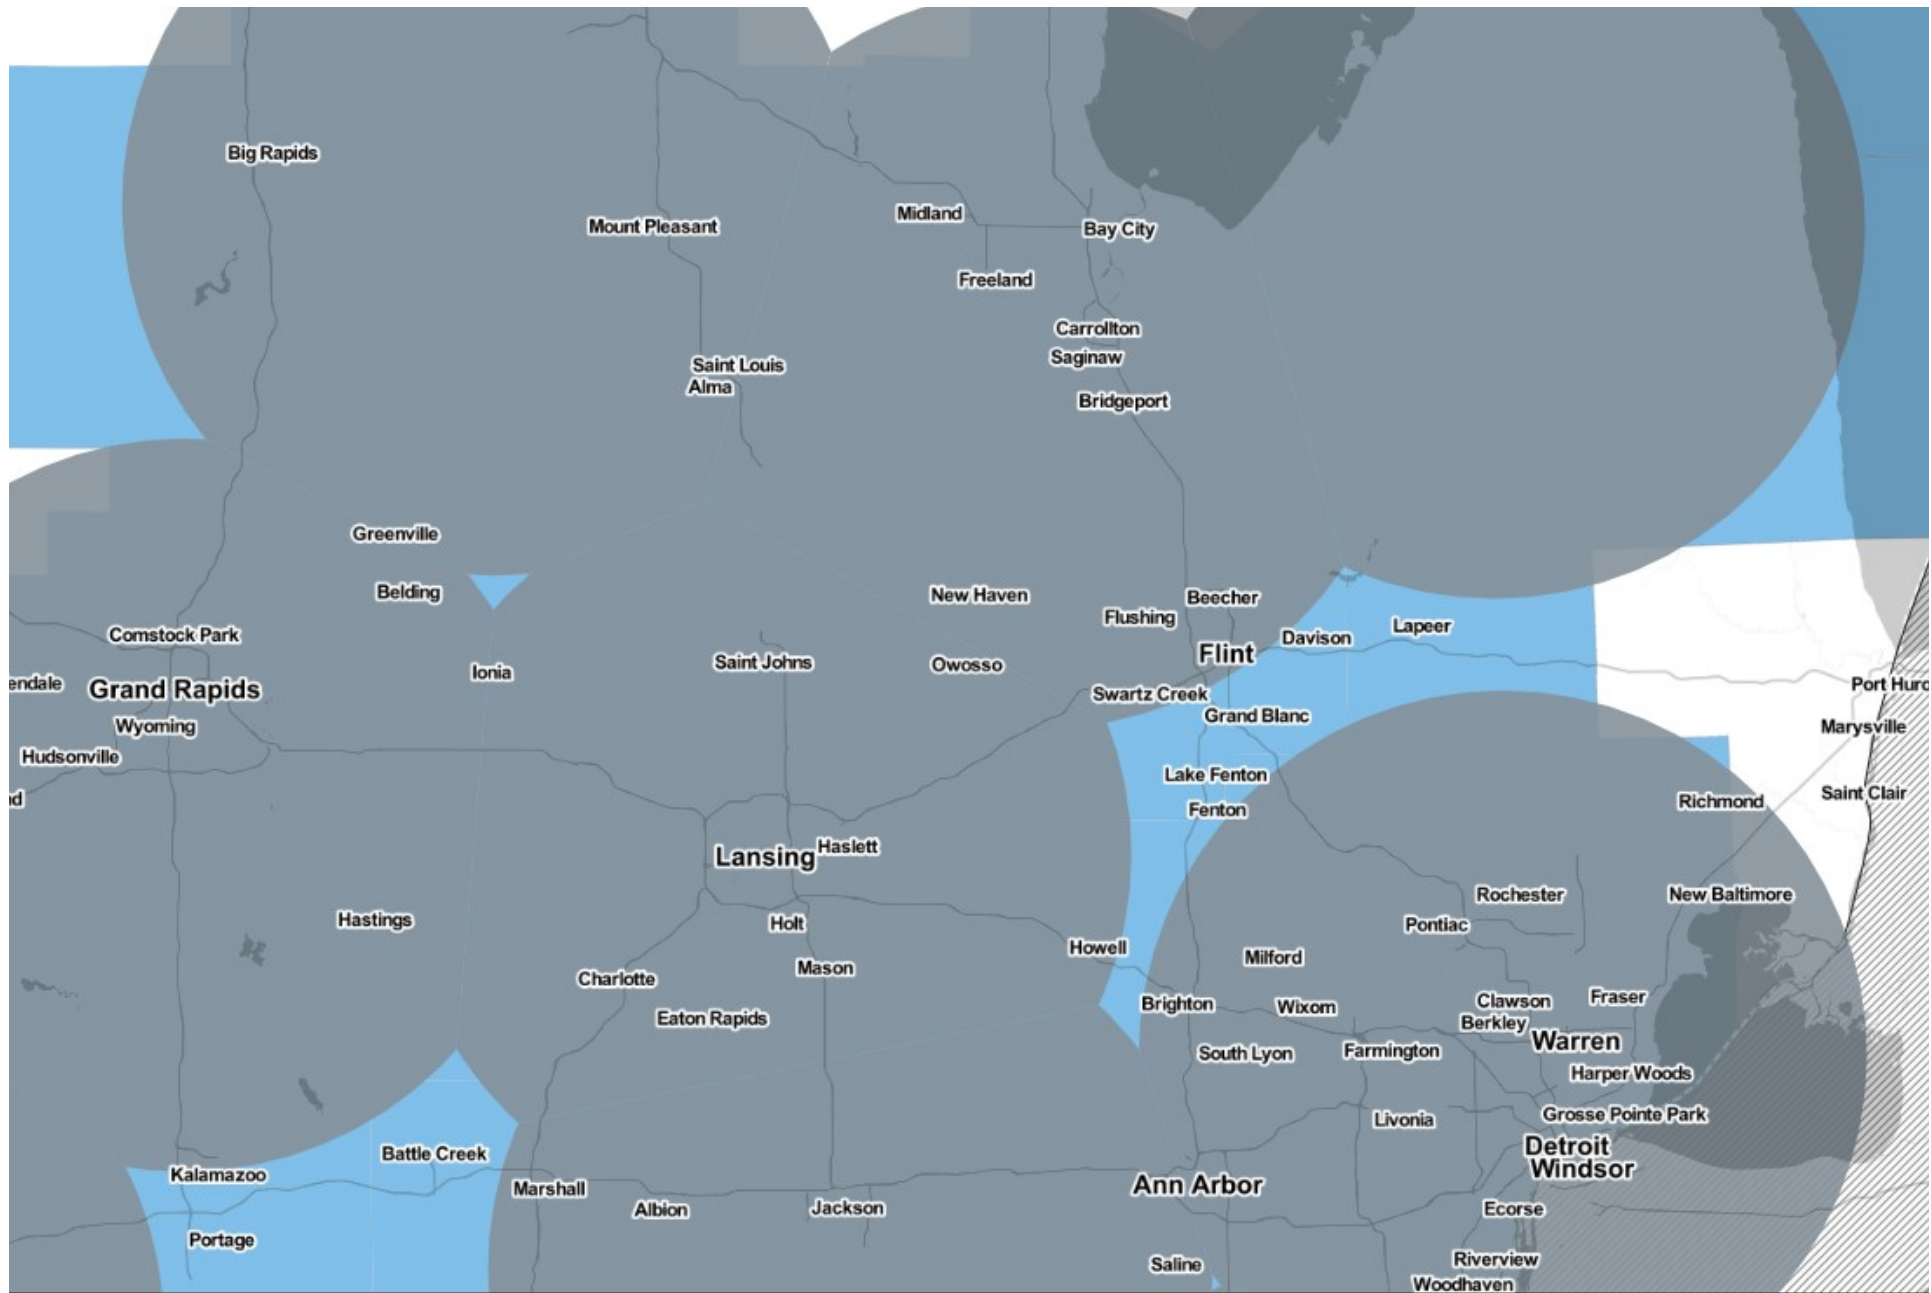 Big Rapids
Mount Pleasant
Midland
Bay City
Freeland
Carrollton
Saginaw
Saint Louis
Alma
Bridgeport
Greenville
Belding
New Haven
Beecher
Flushing
Davison
Lapeer
Comstock Park
Flint
Saint Johns
Owosso
Ionia
endale
Grand Rapids
Swartz Creek
Port Huro
Grand Blanc
Wyoming
Marysville
Hudsonville
Lake Fenton
Saint Clair
nd
Richmond
Fenton
Lansing
Haslett
Rochester
New Baltimore
Hastings
Holt
Pontiac
Howell
Milford
Mason
Charlotte
Fraser
Clawson
Brighton
Wixom
Eaton Rapids
Berkley
Warren
Farmington
South Lyon
Harper Woods
Grosse Pointe Park
Livonia
Detroit
Battle Creek
Windsor
Kalamazoo
Ann Arbor
Marshall
Jackson
Albion
Ecorse
Portage
Riverview
Saline
Woodhaven